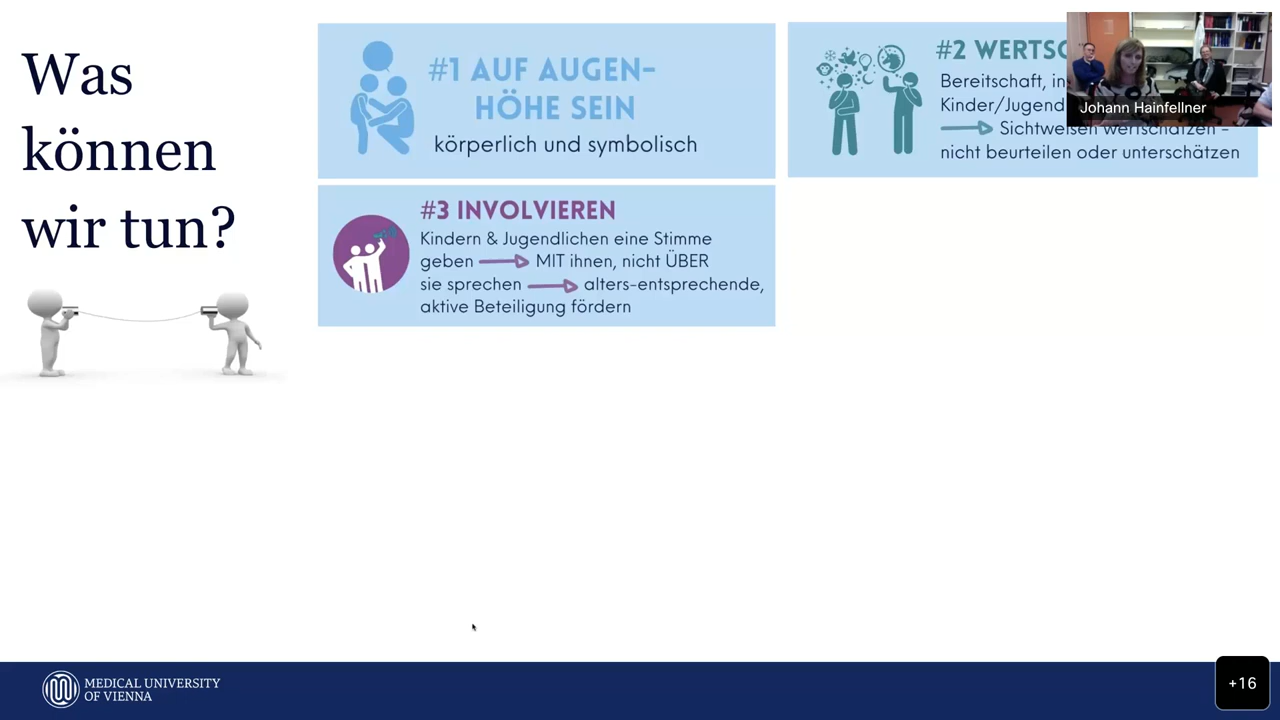 Was
können
wir tun?
#1 AUF AUGEN-
HÖHE SEIN
körperlich und symbolisch
#2
Bereitschaft, in
Kinder/Jugend
Sichtweisen wertschätzen -
nicht beurteilen oder unterschätzen
#3 INVOLVIEREN
Kindern & Jugendlichen eine Stimme
geben MIT ihnen, nicht ÜBER
sie sprechen alters-entsprechende,
aktive Beteiligung fördern
Johann Hainfellner
MEDICAL UNIVERSITY
OF VIENNA
+16